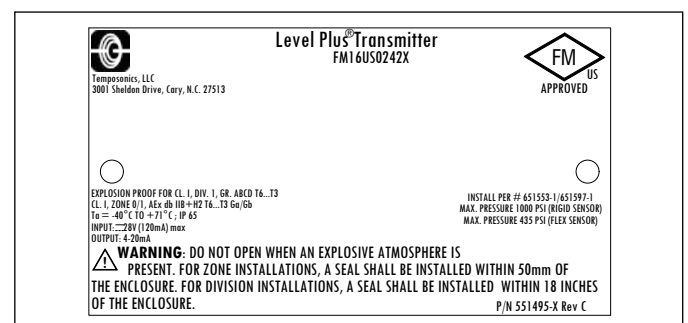 Level Plus® Transmitter
FM16US0242X
Temposonics, LLC
3001 Sheldon Drive, Cary, N.C. 27513
FM
US
APPROVED
EXPLOSION PROOF FOR CL. I, DIV. 1, GR. ABCD T6...T3
CL. I, ZONE 0/1, AEx db IIB+H2 T6...T3 Ga/Gb
Ta = -40°C TO +71°C ; IP 65
INPUT: ⎓28V (120mA) max
OUTPUT: 4-20mA
INSTALL PER # 651553-1/651597-1
MAX. PRESSURE 1000 PSI (RIGID SENSOR)
MAX. PRESSURE 435 PSI (FLEX SENSOR)
WARNING: DO NOT OPEN WHEN AN EXPLOSIVE ATMOSPHERE IS
PRESENT. FOR ZONE INSTALLATIONS, A SEAL SHALL BE INSTALLED WITHIN 50mm OF
THE ENCLOSURE. FOR DIVISION INSTALLATIONS, A SEAL SHALL BE INSTALLED WITHIN 18 INCHES
OF THE ENCLOSURE.
P/N 551495-X Rev C